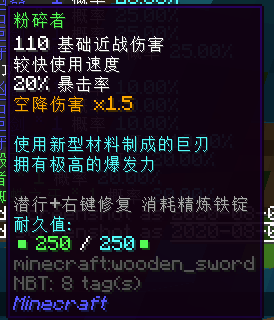 粉碎者
110 基础近战伤害
较快使用速度
20% 暴击率
空降伤害 x1.5
使用新型材料制成的巨刃
拥有极高的爆发力
潜行+右键修复 消耗精炼铁锭
耐久值:
▪ 250 / 250▪
minecraft:wooden_sword
NBT: 8 tag(s)
Minecraft